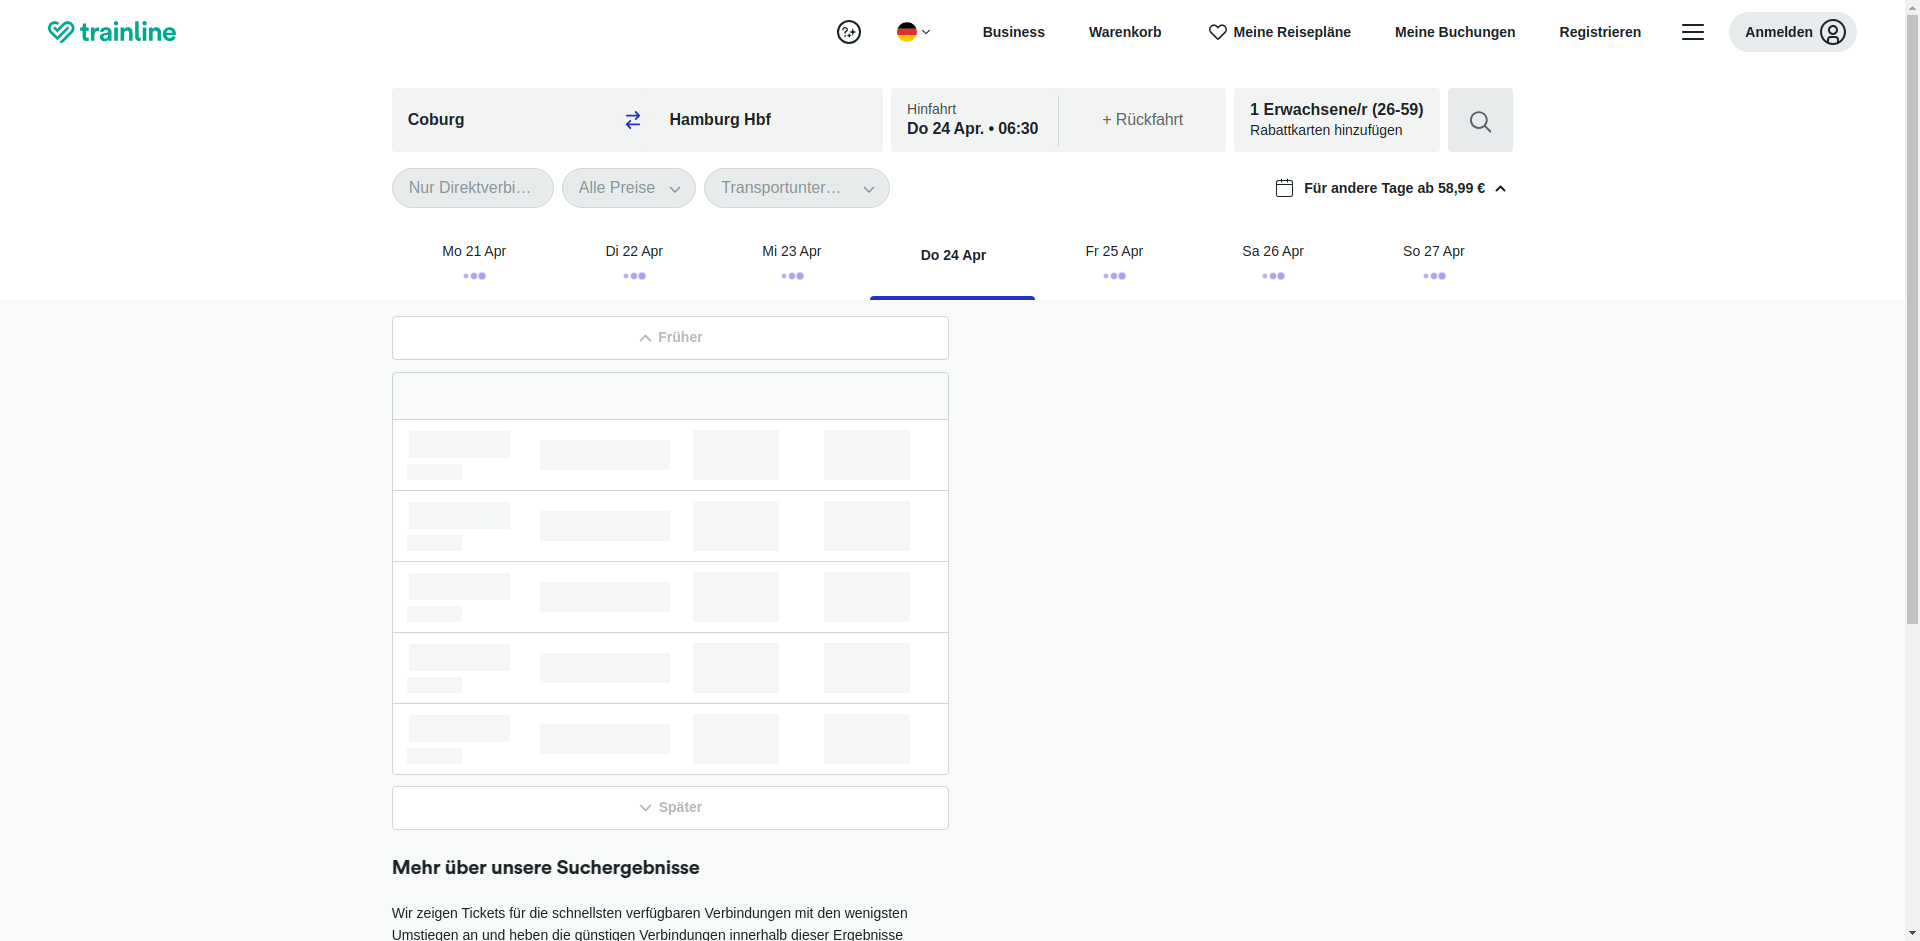 trainline
Business
Warenkorb
Meine Reisepläne
Meine Buchungen
Registrieren
Anmelden
Coburg
Hamburg Hbf
Hinfahrt
Do 24 Apr. • 06:30
+ Rückfahrt
1 Erwachsene/r (26-59)
Rabattkarten hinzufügen
Nur Direktverbi…
Alle Preise
Transportunter…
Für andere Tage ab 58,99 €
Mo 21 Apr
Di 22 Apr
Mi 23 Apr
Do 24 Apr
Fr 25 Apr
Sa 26 Apr
So 27 Apr
Früher
Später
Mehr über unsere Suchergebnisse
Wir zeigen Tickets für die schnellsten verfügbaren Verbindungen mit den wenigsten
Umstiegen an und heben die günstigen Verbindungen innerhalb dieser Ergebnisse